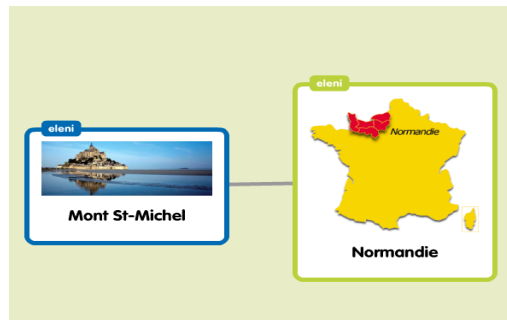 eleni
Mont St-Michel
eleni
Normandie
Normandie